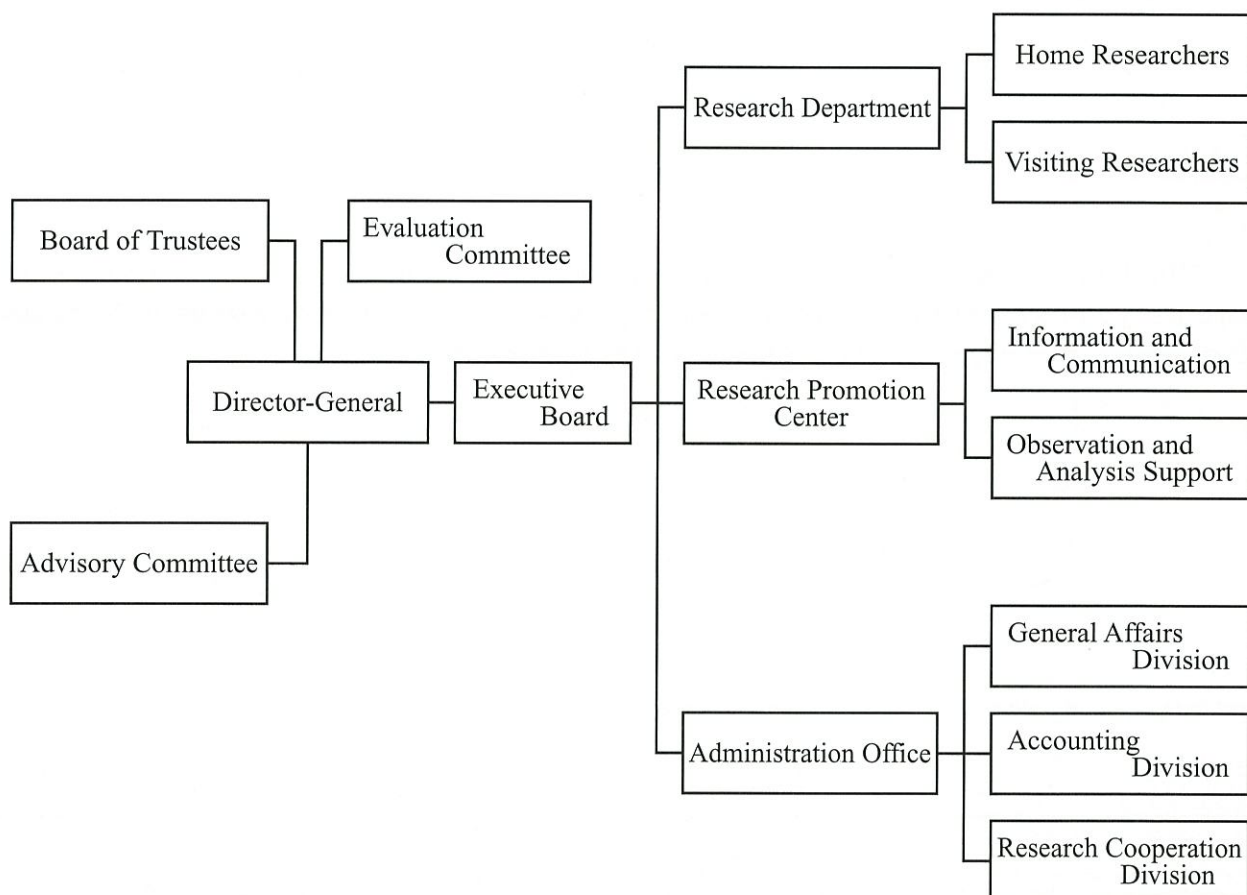 Home Researchers
Research Department
Visiting Researchers
Board of Trustees
Evaluation
Committee
Director-General
Executive
Board
Research Promotion
Center
Information and
Communication
Observation and
Analysis Support
Advisory Committee
General Affairs
Division
Administration Office
Accounting
Division
Research Cooperation
Division